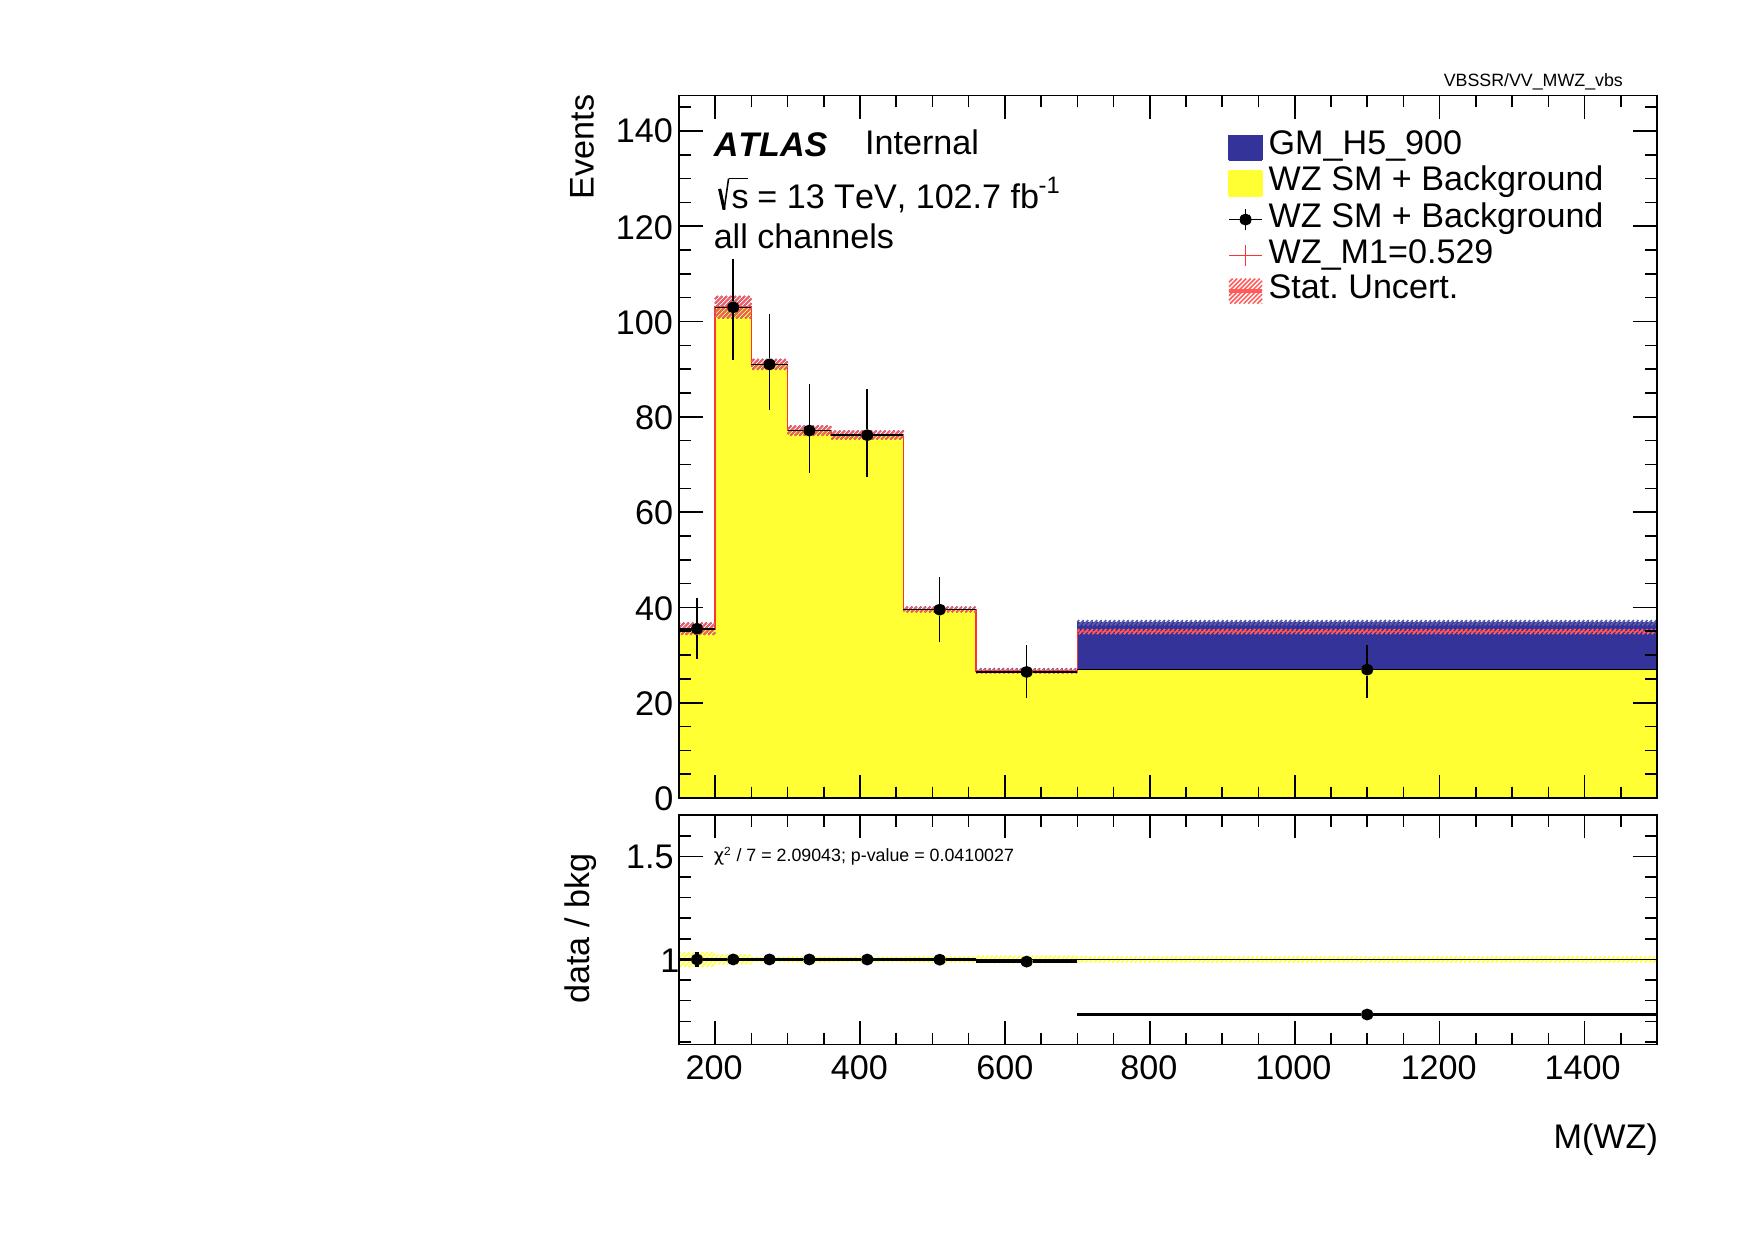 VBSSR/VV_MWZ_vbs
Events
140
120
100
80
60
40
20
0
ATLAS Internal
√s = 13 TeV, 102.7 fb-1
all channels
GM_H5_900
WZ SM + Background
WZ SM + Background
WZ_M1=0.529
Stat. Uncert.
data / bkg
1.5
1
χ2 / 7 = 2.09043; p-value = 0.0410027
200 400 600 800 1000 1200 1400
M(WZ)